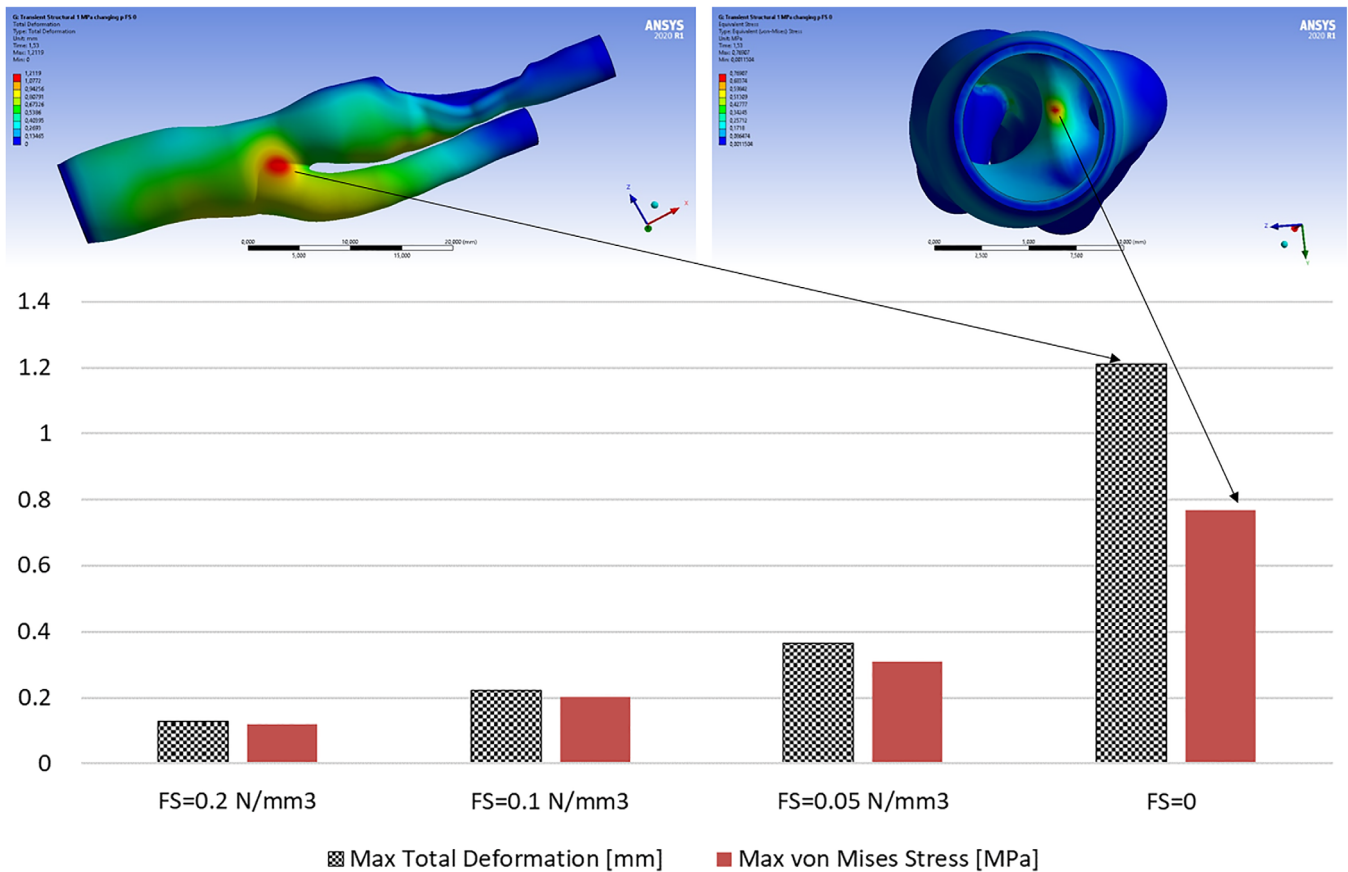 G: Transient Structural 1 MPa changing p FS-0
Total Deformation
Type: Total Deformation
Unit: mm
Time: 1,53
Max: 1,2119
Min: 0
1,2119
1,0772
0,94256
0,80791
0,67326
0,5386
0,40395
0,2693
0,13465
0
ANSYS
2020 R1
Z
X
0,000
10,000
20,000 (mm)
5,000
15,000
G: Transient Structural 1 MPa changing p FS-0
Equivalent Stress
Type: Equivalent (von-Mises) Stress
Unit: MPa
Time: 1,53
Max: 0,76987
Min: 0,0011504
0,76987
0,68447
0,42777
0,34245
0,25712
0,1718
0,086474
0,0011504
ANSYS
2020 R1
Z
Y
0,000
5,000
(mm)
2,500
7,500
1.4
1.2
1
0.8
0.6
0.4
0.2
0
FS=0.2 N/mm3
FS=0.1 N/mm3
FS=0.05 N/mm3
FS=0
Max Total Deformation [mm]
Max von Mises Stress [MPa]